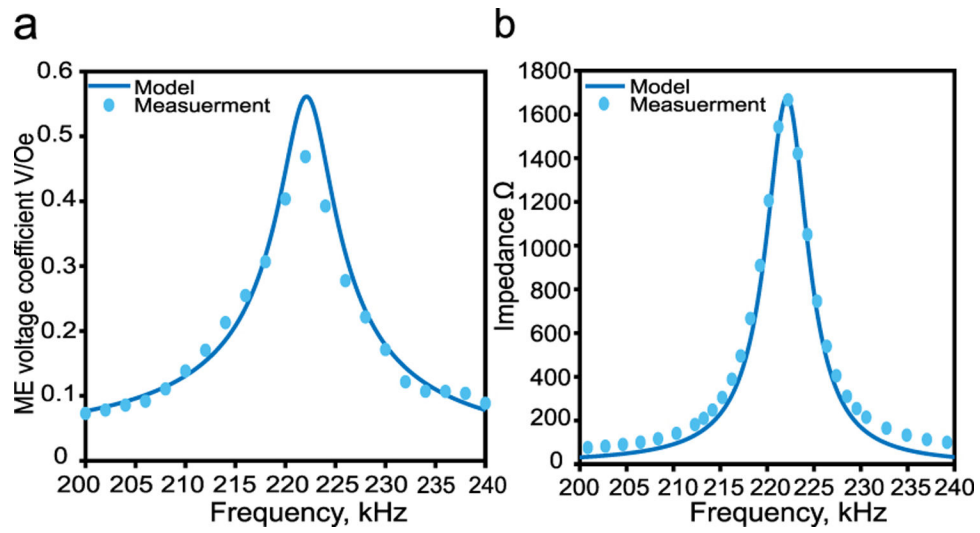 a
ME voltage coefficient V/Oe
0.6
0.5
0.4
0.3
0.2
0.1
0
Model
Measuerment
200 205 210 215 220 225 230 235 240
Frequency, kHz
b
Impedance Ω
1800
1600
1400
1200
1000
800
600
400
200
0
Model
Measuerment
200 205 210 215 220 225 230 235 240
Frequency, kHz